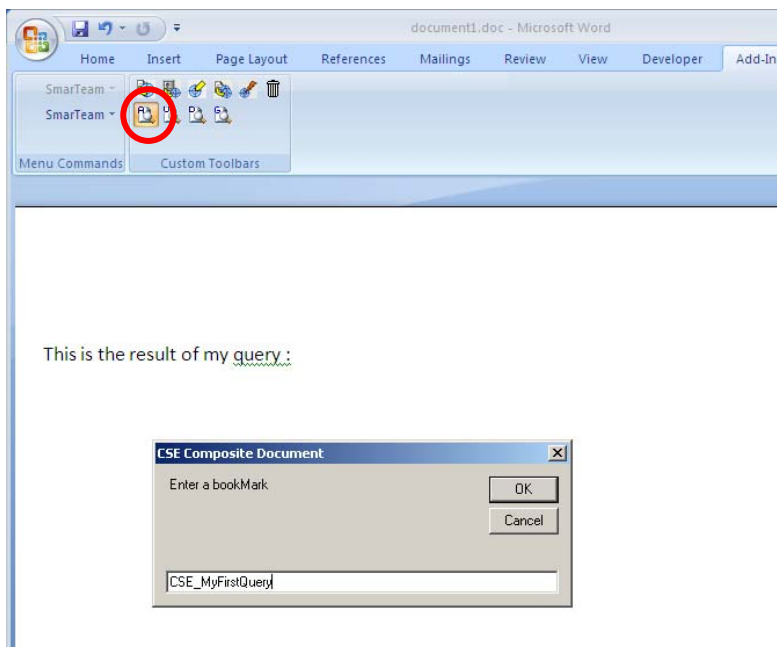 document1.doc - Microsoft Word
Home Insert Page Layout References Mailings Review View Developer Add-In
SmarTeam
SmarTeam
Menu Commands Custom Toolbars
This is the result of my query :
CSE Composite Document
Enter a bookMark
OK
Cancel
CSE_MyFirstQuery